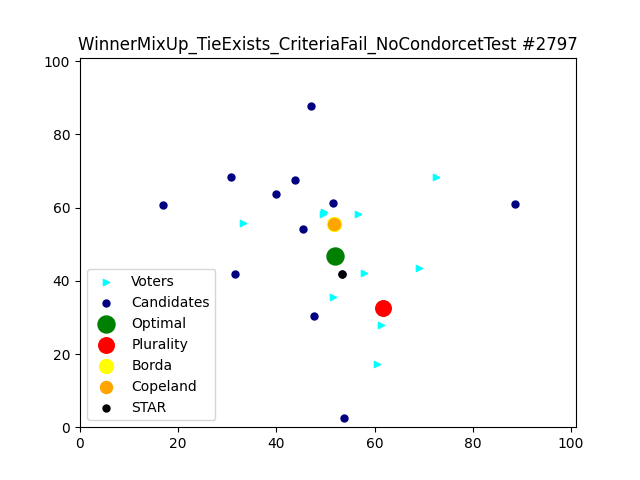 WinnerMixUp_TieExists_CriteriaFail_NoCondorcetTest #2797
100
80
60
40
20
0
Voters
Candidates
Optimal
Plurality
Borda
Copeland
STAR
0 20 40 60 80 100